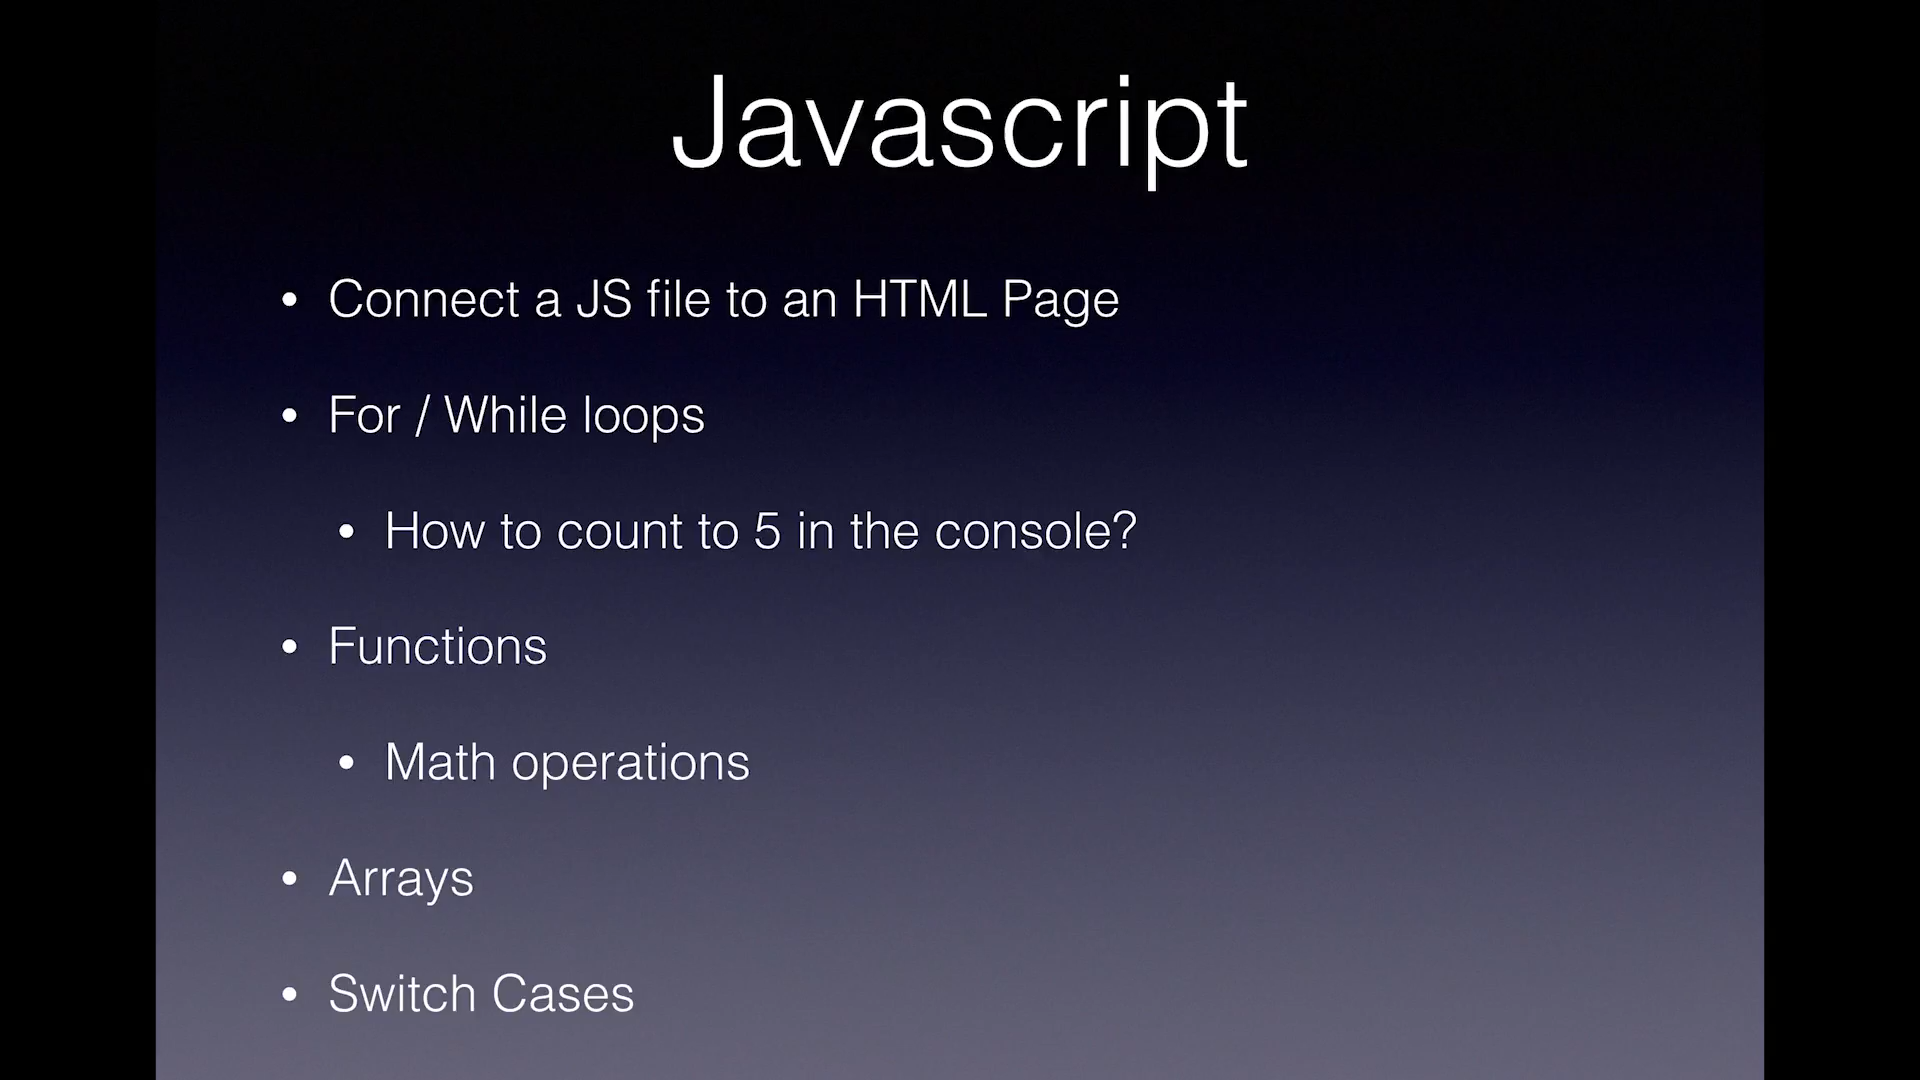 Javascript
• Connect a JS file to an HTML Page
• For / While loops
• How to count to 5 in the console?
• Functions
• Math operations
• Arrays
• Switch Cases